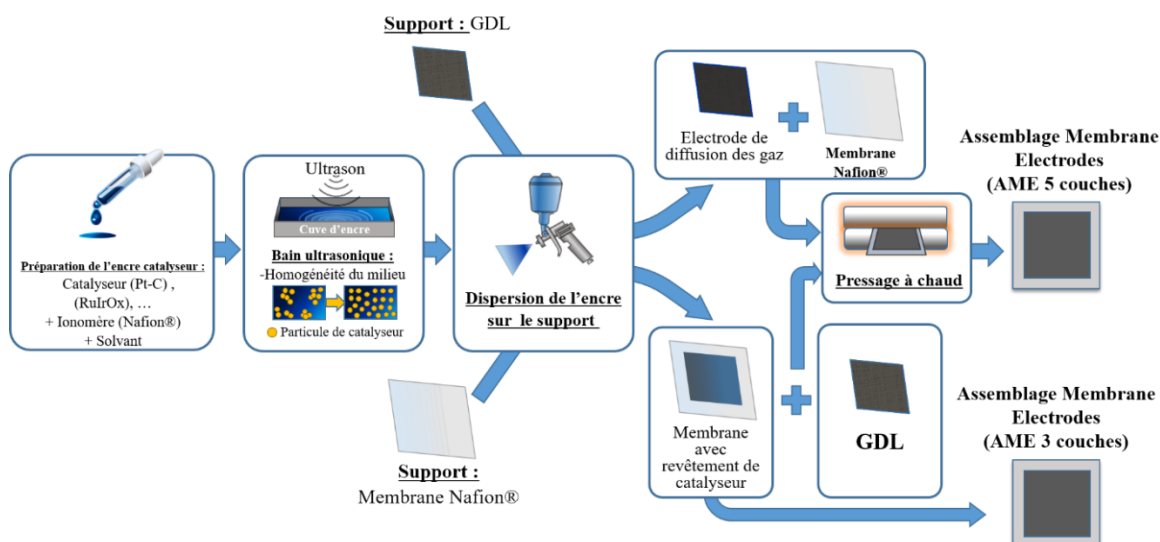 Support : GDL
Préparation de l'encre catalyseur :
Catalyseur (Pt-C) ,
(RuIrOx), …
+ Ionomère (Nafion®)
+ Solvant
Ultrason
Cuve d'encre
Bain ultrasonique :
-Homogénéité du milieu
Particule de catalyseur
Dispersion de l'encre
sur le support
Support :
Membrane Nafion®
Electrode de
diffusion des gaz
Membrane
Nafion®
Pressage à chaud
Assemblage Membrane
Electrodes
(AME 5 couches)
Membrane
avec
revêtement de
catalyseur
GDL
Assemblage Membrane
Electrodes
(AME 3 couches)